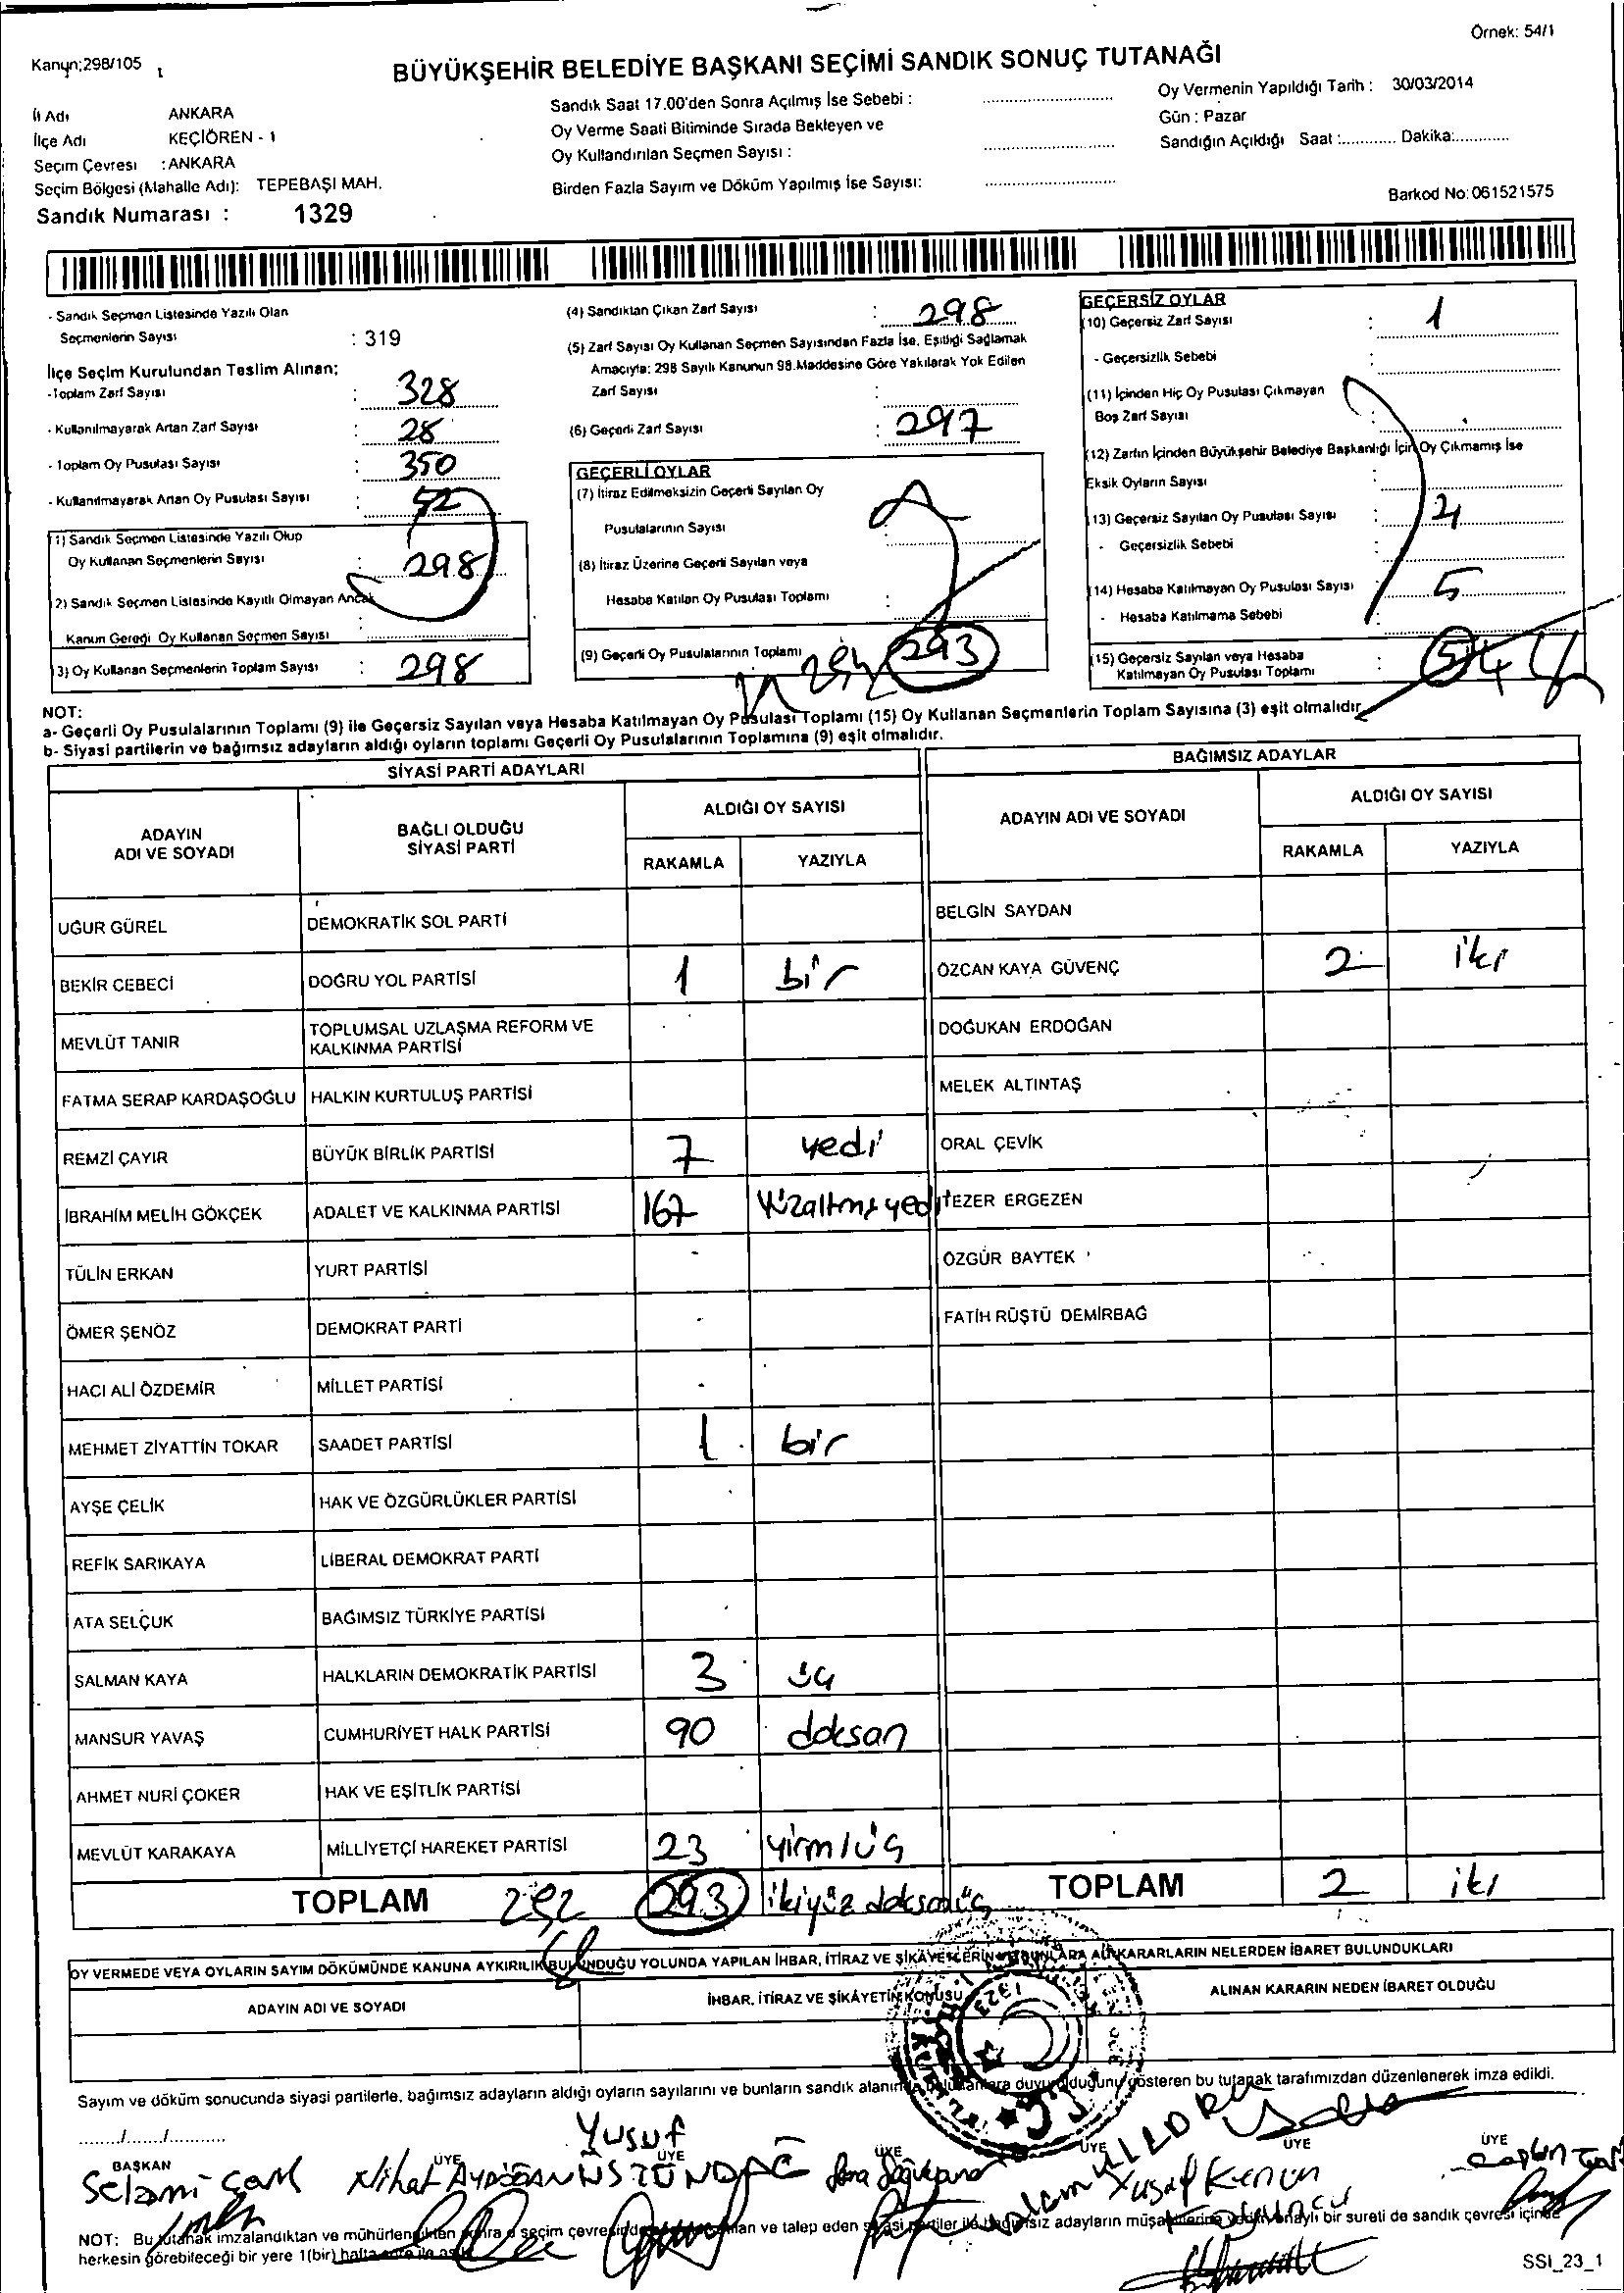 Örnek: 54/1
Kanun;298/105
BÜYÜKŞEHİR BELEDİYE BAŞKANI SEÇİMİ SANDIK SONUÇ TUTANAĞI
İl Adı ANKARA
İlçe Adı KEÇİÖREN - 1
Seçim Çevresi : ANKARA
Seçim Bölgesi (Mahalle Adı): TEPEBAŞI MAH.
Sandık Numarası : 1329
Sandık Saat 17.00'den Sonra Açılmış İse Sebebi :
Oy Verme Saati Bitiminde Sırada Bekleyen ve
Oy Kullandırılan Seçmen Sayısı :
Birden Fazla Sayım ve Döküm Yapılmış İse Sayısı:
Oy Vermenin Yapıldığı Tarih : 30/03/2014
Gün : Pazar
Sandığın Açıldığı Saat :............ Dakika:............
Barkod No: 061521575
- Sandık Seçmen Listesinde Yazılı Olan
Seçmenlerin Sayısı : 319
İlçe Seçim Kurulundan Teslim Alınan;
-Toplam Zarf Sayısı : 328
- Kullanılmayarak Artan Zarf Sayısı : 28
- Toplam Oy Pusulası Sayısı : 350
- Kullanılmayarak Artan Oy Pusulası Sayısı : 52
(1) Sandık Seçmen Listesinde Yazılı Olup
Oy Kullanan Seçmenlerin Sayısı : 298
(2) Sandık Seçmen Listesinde Kayıtlı Olmayan Ancak
Kanun Gereği Oy Kullanan Seçmen Sayısı :
(3) Oy Kullanan Seçmenlerin Toplam Sayısı : 298
(4) Sandıktan Çıkan Zarf Sayısı : 298
(5) Zarf Sayısı Oy Kullanan Seçmen Sayısından Fazla İse, Eşitliği Sağlamak
Amacıyla; 298 Sayılı Kanunun 98.Maddesine Göre Yakılarak Yok Edilen
Zarf Sayısı :
(6) Geçerli Zarf Sayısı : 297
GEÇERLİ OYLAR
(7) İtiraz Edilmeksizin Geçerli Sayılan Oy
Pusulalarının Sayısı :
(8) İtiraz Üzerine Geçerli Sayılan veya
Hesaba Katılan Oy Pusulası Toplamı :
(9) Geçerli Oy Pusulalarının Toplamı 294 293
GEÇERSİZ OYLAR
(10) Geçersiz Zarf Sayısı : 1
- Geçersizlik Sebebi :
(11) İçinden Hiç Oy Pusulası Çıkmayan
Boş Zarf Sayısı :
(12) Zarfın İçinden Büyükşehir Belediye Başkanlığı İçin Oy Çıkmamış İse
Eksik Oyların Sayısı
(13) Geçersiz Sayılan Oy Pusulası Sayısı : 4
- Geçersizlik Sebebi :
(14) Hesaba Katılmayan Oy Pusulası Sayısı : 5
- Hesaba Katılmama Sebebi :
(15) Geçersiz Sayılan veya Hesaba
Katılmayan Oy Pusulası Toplamı : 5 4
NOT:
a- Geçerli Oy Pusulalarının Toplamı (9) ile Geçersiz Sayılan veya Hesaba Katılmayan Oy Pusulası Toplamı (15) Oy Kullanan Seçmenlerin Toplam Sayısına (3) eşit olmalıdır.
b- Siyasi partilerin ve bağımsız adayların aldığı oyların toplamı Geçerli Oy Pusulalarının Toplamına (9) eşit olmalıdır.
SİYASİ PARTİ ADAYLARI
BAĞIMSIZ ADAYLAR
ADAYIN ADI VE SOYADI
BAĞLI OLDUĞU SİYASİ PARTİ
ALDIĞI OY SAYISI
RAKAMLA YAZIYLA
ADAYIN ADI VE SOYADI
ALDIĞI OY SAYISI
RAKAMLA YAZIYLA
UĞUR GÜREL DEMOKRATİK SOL PARTİ BELGİN SAYDAN
BEKİR CEBECİ DOĞRU YOL PARTİSİ 1 bir ÖZCAN KAYA GÜVENÇ 2 iki
MEVLÜT TANIR TOPLUMSAL UZLAŞMA REFORM VE KALKINMA PARTİSİ DOĞUKAN ERDOĞAN
FATMA SERAP KARDAŞOĞLU HALKIN KURTULUŞ PARTİSİ MELEK ALTINTAŞ
REMZİ ÇAYIR BÜYÜK BİRLİK PARTİSİ 7 yedi ORAL ÇEVİK
İBRAHİM MELİH GÖKÇEK ADALET VE KALKINMA PARTİSİ 167 yüzaltmışyedi TEZER ERGEZEN
TÜLİN ERKAN YURT PARTİSİ - ÖZGÜR BAYTEK
ÖMER ŞENÖZ DEMOKRAT PARTİ - FATİH RÜŞTÜ DEMİRBAĞ
HACI ALİ ÖZDEMİR MİLLET PARTİSİ -
MEHMET ZİYATTİN TOKAR SAADET PARTİSİ 1 bir
AYŞE ÇELİK HAK VE ÖZGÜRLÜKLER PARTİSİ
REFİK SARIKAYA LİBERAL DEMOKRAT PARTİ
ATA SELÇUK BAĞIMSIZ TÜRKİYE PARTİSİ
SALMAN KAYA HALKLARIN DEMOKRATİK PARTİSİ 3 üç
MANSUR YAVAŞ CUMHURİYET HALK PARTİSİ 90 doksan
AHMET NURİ ÇOKER HAK VE EŞİTLİK PARTİSİ
MEVLÜT KARAKAYA MİLLİYETÇİ HAREKET PARTİSİ 23 yirmiüç
TOPLAM 292 293 ikiyüz doksanüç TOPLAM 2 iki
OY VERMEDE VEYA OYLARIN SAYIM DÖKÜMÜNDE KANUNA AYKIRILIK BULUNDUĞU YOLUNDA YAPILAN İHBAR, İTİRAZ VE ŞİKAYETLERİN VE BUNLARA AİT KARARLARIN NELERDEN İBARET BULUNDUKLARI
ADAYIN ADI VE SOYADI İHBAR, İTİRAZ VE ŞİKÂYETİN KONUSU ALINAN KARARIN NEDEN İBARET OLDUĞU
Sayım ve döküm sonucunda siyasi partilerle, bağımsız adayların aldığı oyların sayılarını ve bunların sandık alanında bulunanlara duyurulduğunu gösteren bu tutanak tarafımızdan düzenlenerek imza edildi.
......./......./............
BAŞKAN ÜYE ÜYE ÜYE ÜYE ÜYE ÜYE
Selami Nihat AYDOĞAN Yusuf ÜSTÜNDAĞ Yusuf Kenan
NOT: Bu tutanak imzalandıktan ve mühürlendikten sonra o seçim çevresinde ve talep eden siyasi partiler ile bağımsız adayların müşahitlerine verilir. onaylı bir sureti de sandık çevresi içinde
herkesin görebileceği bir yere 1(bir) hafta süre ile asılır.
SSI_23_1